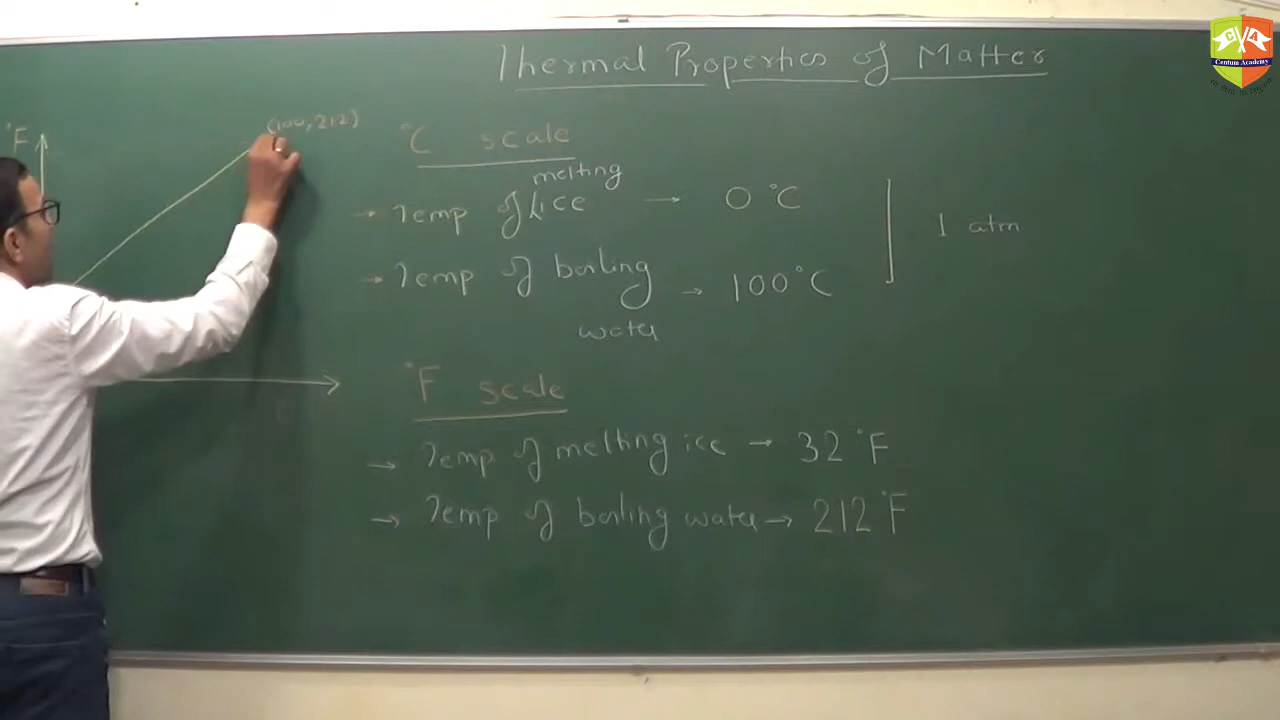 Thermal Properties of Matter
°F
(100, 212)
°C scale
melting
→ Temp of ice → 0 °C
1 atm
→ Temp of boiling → 100°C
water
°F scale
→ Temp of melting ice → 32 °F
→ Temp of boiling water → 212 °F
CA
Centum Academy